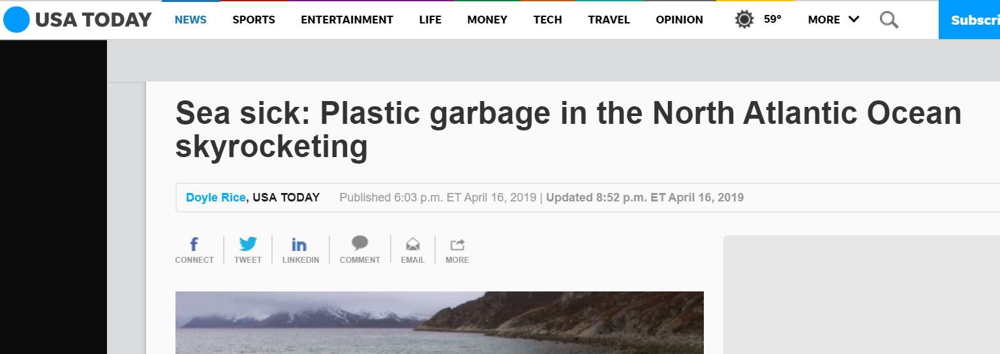 USA TODAY NEWS SPORTS ENTERTAINMENT LIFE MONEY TECH TRAVEL OPINION 59° MORE Subscri
Sea sick: Plastic garbage in the North Atlantic Ocean
skyrocketing
Doyle Rice, USA TODAY Published 6:03 p.m. ET April 16, 2019 | Updated 8:52 p.m. ET April 16, 2019
f in
CONNECT TWEET LINKEDIN COMMENT EMAIL MORE